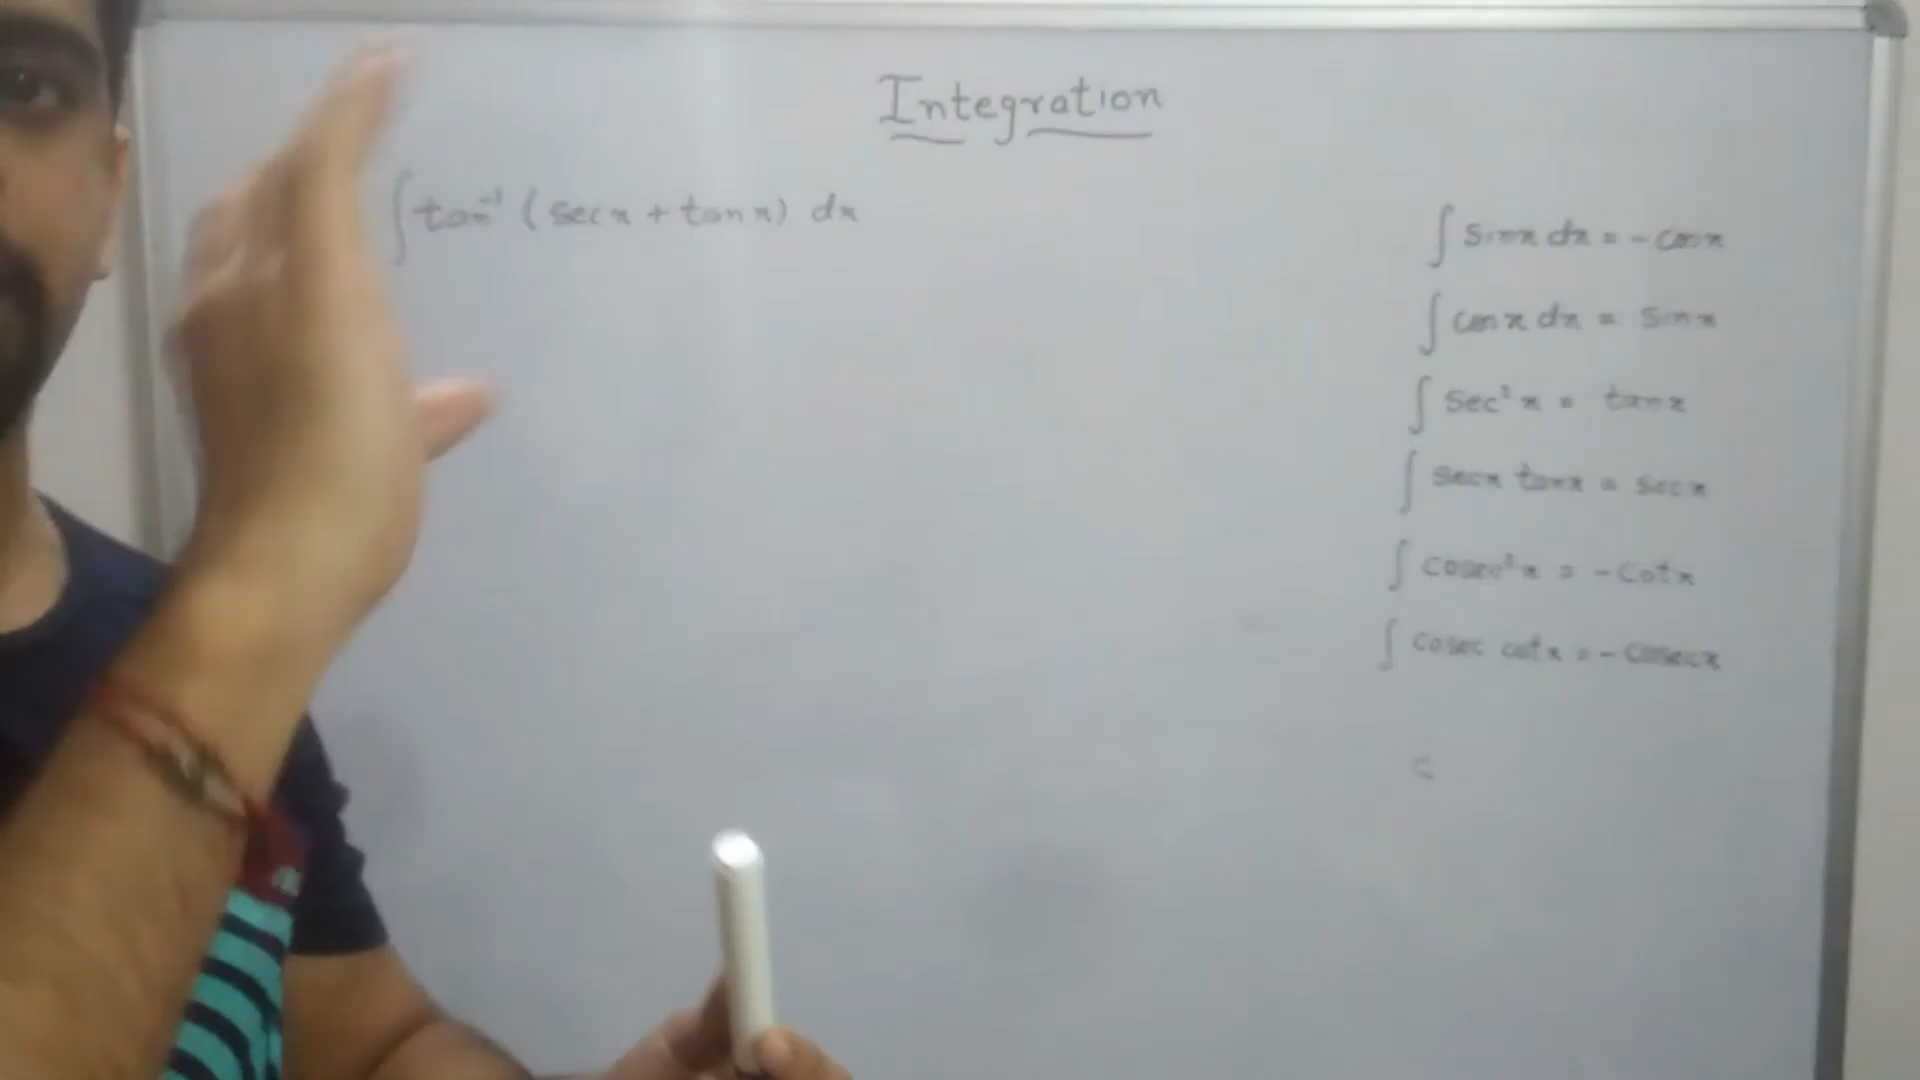 Integration
∫ tan⁻¹ (secx + tanx) dx
∫ sinx dx = -cosx
∫ cosx dx = sinx
∫ sec²x = tanx
∫ secx tanx = secx
∫ cosec²x = -cotx
∫ cosec cotx = -cosecx